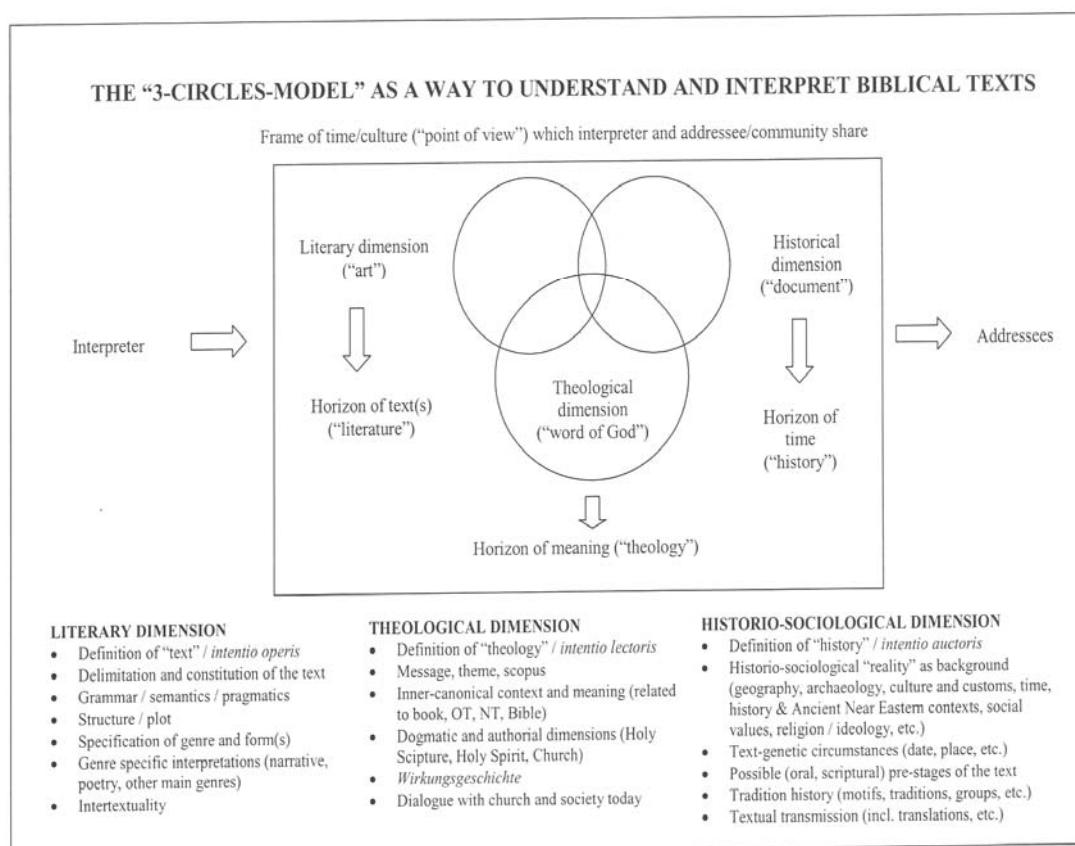 THE “3-CIRCLES-MODEL” AS A WAY TO UNDERSTAND AND INTERPRET BIBLICAL TEXTS
Frame of time/culture (“point of view”) which interpreter and addressee/community share
Literary dimension
(“art”)
Historical
dimension
(“document”)
Interpreter
Addressees
Horizon of text(s)
(“literature”)
Theological
dimension
(“word of God”)
Horizon of
time
(“history”)
Horizon of meaning (“theology”)
LITERARY DIMENSION
• Definition of “text” / intentio operis
• Delimitation and constitution of the text
• Grammar / semantics / pragmatics
• Structure / plot
• Specification of genre and form(s)
• Genre specific interpretations (narrative,
poetry, other main genres)
• Intertextuality
THEOLOGICAL DIMENSION
• Definition of “theology” / intentio lectoris
• Message, theme, scopus
• Inner-canonical context and meaning (related
to book, OT, NT, Bible)
• Dogmatic and authorial dimensions (Holy
Scipture, Holy Spirit, Church)
• Wirkungsgeschichte
• Dialogue with church and society today
HISTORIO-SOCIOLOGICAL DIMENSION
• Definition of “history” / intentio auctoris
• Historio-sociological “reality” as background
(geography, archaeology, culture and customs, time,
history & Ancient Near Eastern contexts, social
values, religion / ideology, etc.)
• Text-genetic circumstances (date, place, etc.)
• Possible (oral, scriptural) pre-stages of the text
• Tradition history (motifs, traditions, groups, etc.)
• Textual transmission (incl. translations, etc.)